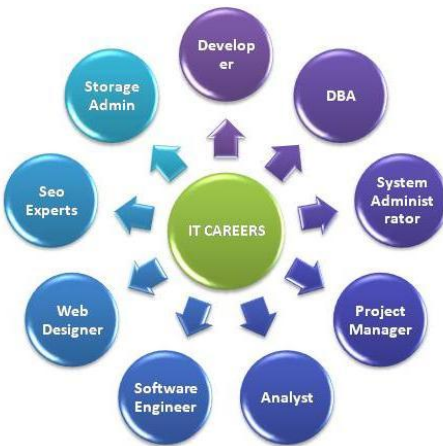 Develop
er
DBA
System
Administ
rator
Project
Manager
Analyst
Software
Engineer
Web
Designer
Seo
Experts
Storage
Admin
IT CAREERS